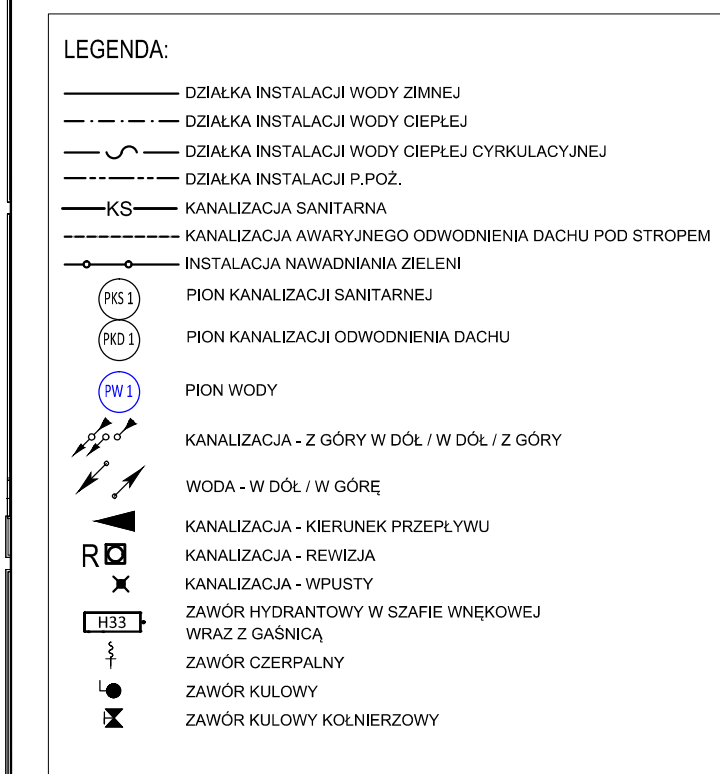 LEGENDA:
DZIAŁKA INSTALACJI WODY ZIMNEJ
DZIAŁKA INSTALACJI WODY CIEPŁEJ
DZIAŁKA INSTALACJI WODY CIEPŁEJ CYRKULACYJNEJ
DZIAŁKA INSTALACJI P.POŻ.
KS KANALIZACJA SANITARNA
KANALIZACJA AWARYJNEGO ODWODNIENIA DACHU POD STROPEM
INSTALACJA NAWADNIANIA ZIELENI
PKS 1 PION KANALIZACJI SANITARNEJ
PKD 1 PION KANALIZACJI ODWODNIENIA DACHU
PW 1 PION WODY
KANALIZACJA - Z GÓRY W DÓŁ / W DÓŁ / Z GÓRY
WODA - W DÓŁ / W GÓRĘ
KANALIZACJA - KIERUNEK PRZEPŁYWU
R KANALIZACJA - REWIZJA
KANALIZACJA - WPUSTY
H33 ZAWÓR HYDRANTOWY W SZAFIE WNĘKOWEJ
WRAZ Z GAŚNICĄ
ZAWÓR CZERPALNY
ZAWÓR KULOWY
ZAWÓR KULOWY KOŁNIERZOWY